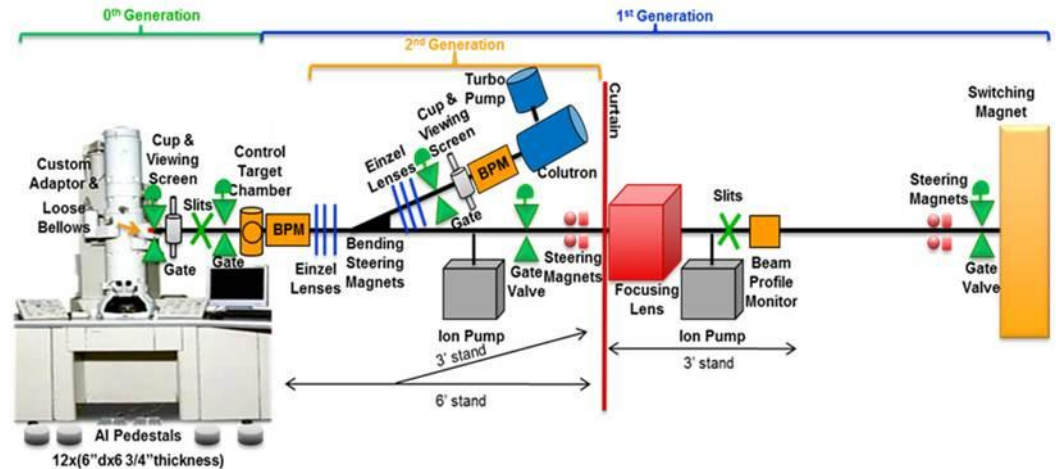 0th Generation
1st Generation
2nd Generation
Turbo
Pump
Cup &
Viewing
Screen
Einzel
Lenses
BPM
Colutron
Gate
Curtain
Switching
Magnet
Custom
Adaptor &
Loose
Bellows
Cup &
Viewing
Screen
Slits
Control
Target
Chamber
Gate
Gate
BPM
Einzel
Lenses
Bending
Steering
Magnets
Ion Pump
Gate
Valve
Steering
Magnets
Focusing
Lens
Slits
Beam
Profile
Monitor
Ion Pump
Steering
Magnets
Gate
Valve
3' stand
6' stand
3' stand
Al Pedestals
12x(6"dx6 3/4"thickness)